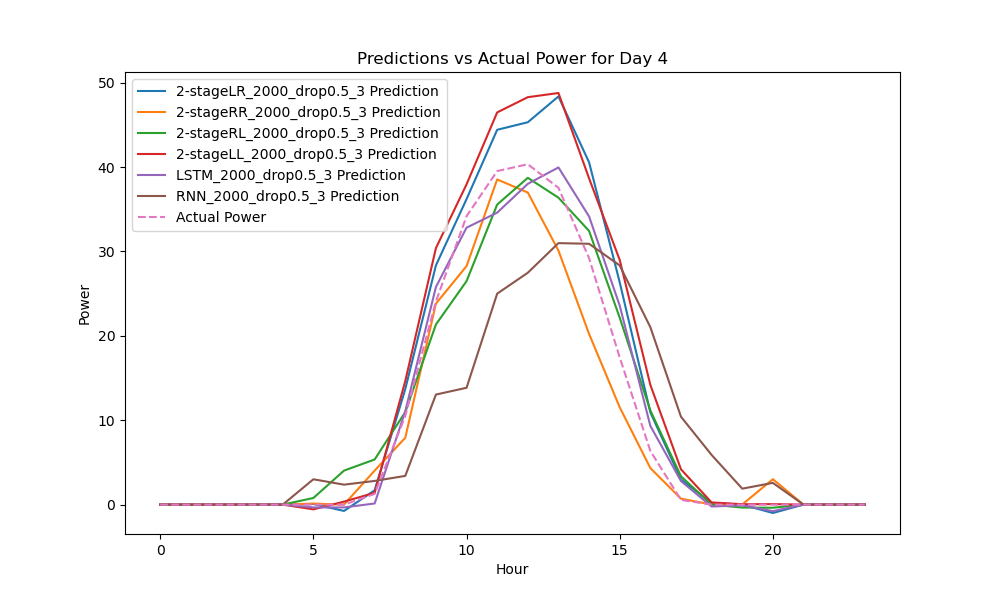 Predictions vs Actual Power for Day 4
50
40
30
20
10
0
Power
2-stageLR_2000_drop0.5_3 Prediction
2-stageRR_2000_drop0.5_3 Prediction
2-stageRL_2000_drop0.5_3 Prediction
2-stageLL_2000_drop0.5_3 Prediction
LSTM_2000_drop0.5_3 Prediction
RNN_2000_drop0.5_3 Prediction
Actual Power
0 5 10 15 20
Hour